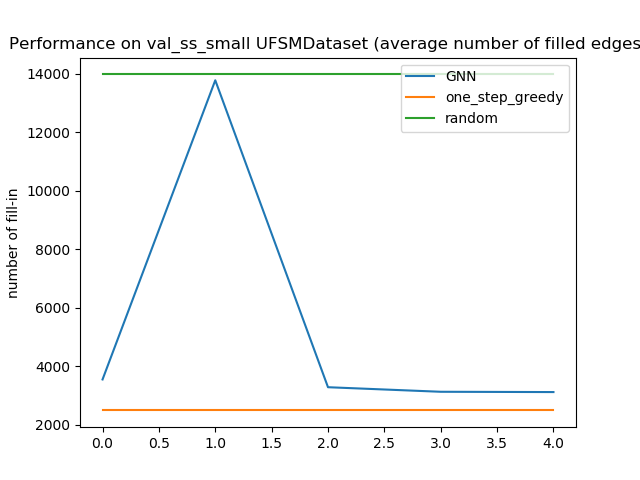 Performance on val_ss_small UFSMDataset (average number of filled edges
GNN
one_step_greedy
random
number of fill-in
14000
12000
10000
8000
6000
4000
2000
0.0 0.5 1.0 1.5 2.0 2.5 3.0 3.5 4.0